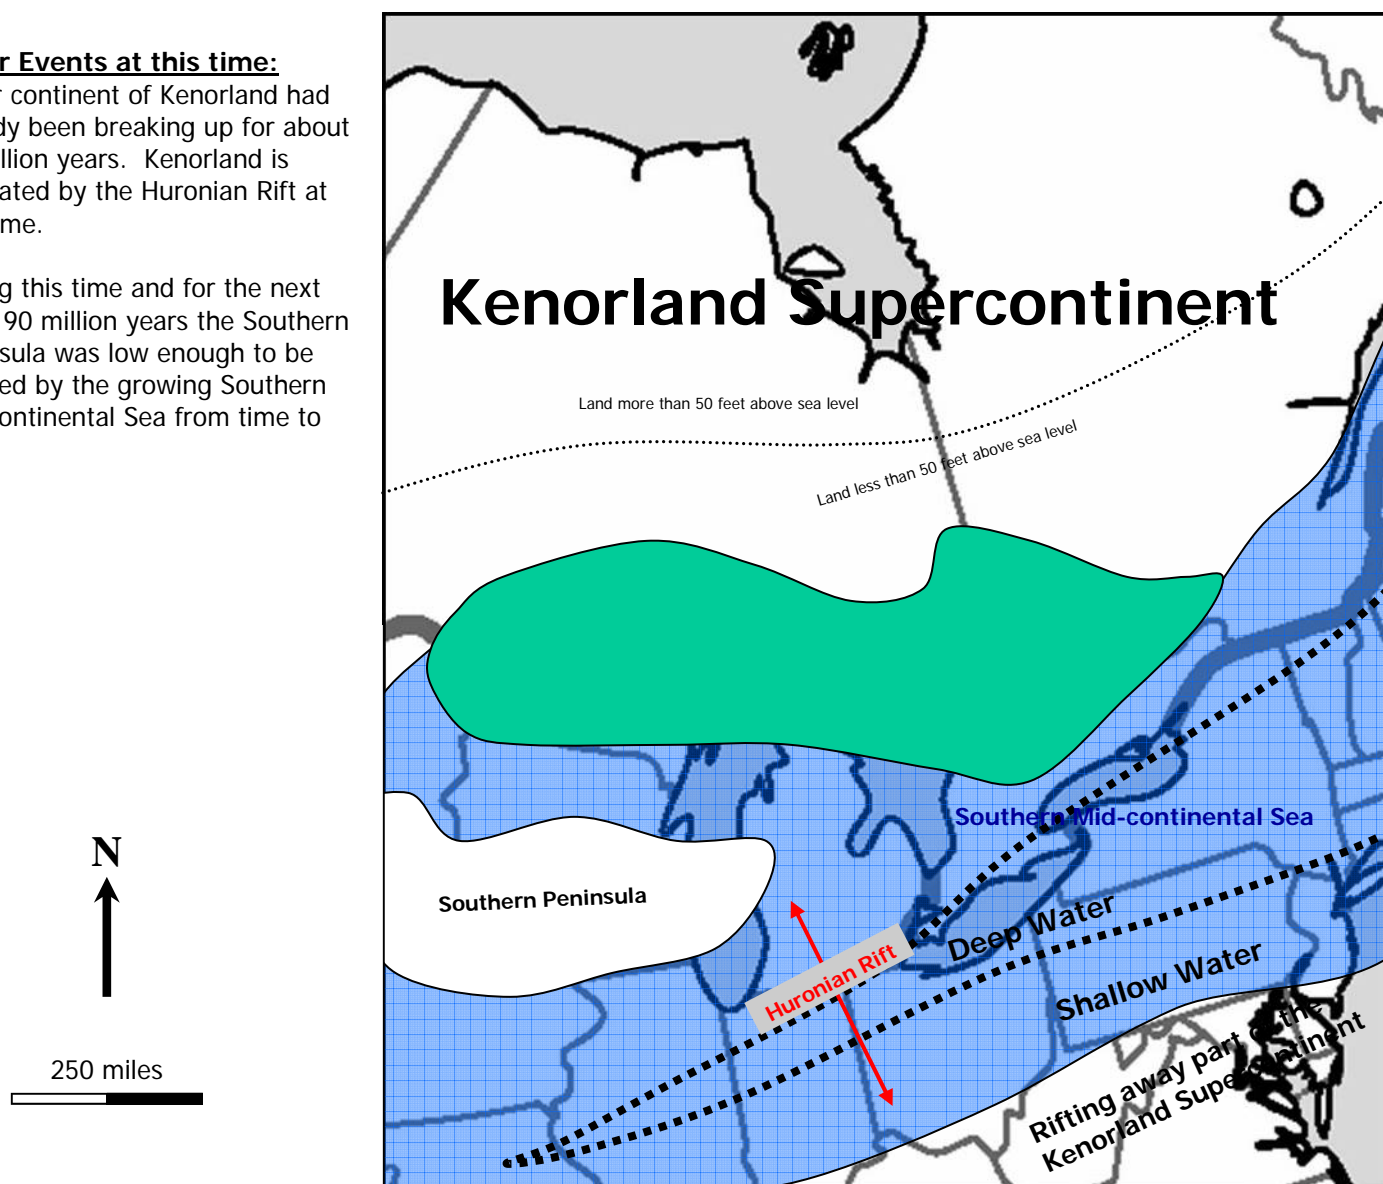 r Events at this time:
r continent of Kenorland had
dy been breaking up for about
illion years. Kenorland is
ated by the Huronian Rift at
me.
g this time and for the next
90 million years the Southern
sula was low enough to be
ed by the growing Southern
continental Sea from time to
Kenorland Supercontinent
Land more than 50 feet above sea level
Land less than 50 feet above sea level
Southern Mid-continental Sea
Southern Peninsula
Deep Water
Huronian Rift
Shallow Water
Rifting away part of the
Kenorland Supercontinent
N
250 miles